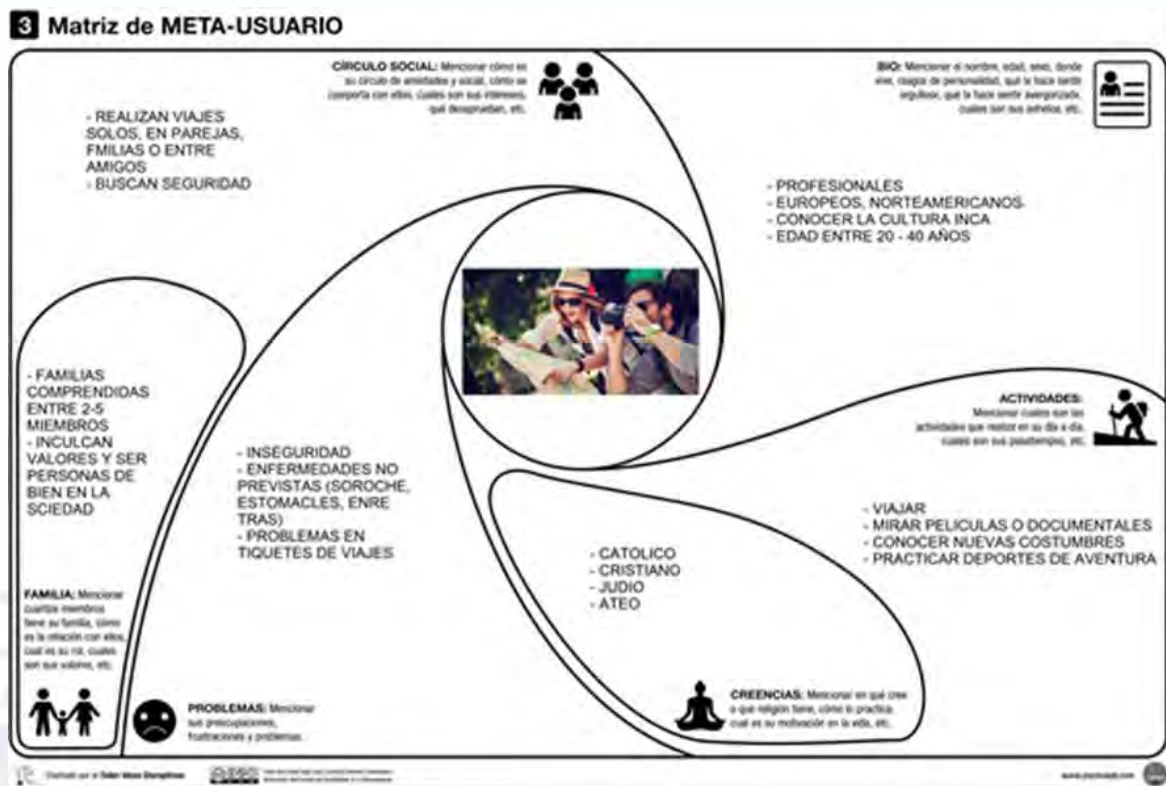 3 Matriz de META-USUARIO
CÍRCULO SOCIAL: Mencionar cómo es
su círculo de amistades y social, cómo se
comporta con ellos, cuales son sus intereses,
qué desaprueban, etc.
- REALIZAN VIAJES
SOLOS, EN PAREJAS,
FMILIAS O ENTRE
AMIGOS
- BUSCAN SEGURIDAD
BIO: Mencionar el nombre, edad, sexo, donde
vive, rasgos de personalidad, qué le hace sentir
orgulloso, qué le hace sentir avergonzado,
cuales son sus anhelos, etc.
- PROFESIONALES
- EUROPEOS, NORTEAMERICANOS
- CONOCER LA CULTURA INCA
- EDAD ENTRE 20 - 40 AÑOS
- FAMILIAS
COMPRENDIDAS
ENTRE 2-5
MIEMBROS
- INCULCAN
VALORES Y SER
PERSONAS DE
BIEN EN LA
SCIEDAD
FAMILIA: Mencionar
cuantos miembros
tiene su familia, cómo
es la relación con ellos,
cual es su rol, cuales
son sus valores, etc.
- INSEGURIDAD
- ENFERMEDADES NO
PREVISTAS (SOROCHE,
ESTOMACLES, ENRE
TRAS)
- PROBLEMAS EN
TIQUETES DE VIAJES
PROBLEMAS: Mencionar
sus preocupaciones,
frustraciones y problemas.
ACTIVIDADES:
Mencionar cuales son las
actividades que realiza en su día a día,
cuales son sus pasatiempos, etc.
- VIAJAR
- MIRAR PELICULAS O DOCUMENTALES
- CONOCER NUEVAS COSTUMBRES
- PRACTICAR DEPORTES DE AVENTURA
- CATOLICO
- CRISTIANO
- JUDIO
- ATEO
CREENCIAS: Mencionar en qué cree
o qué religión tiene, cómo lo practica,
cual es su motivación en la vida, etc.